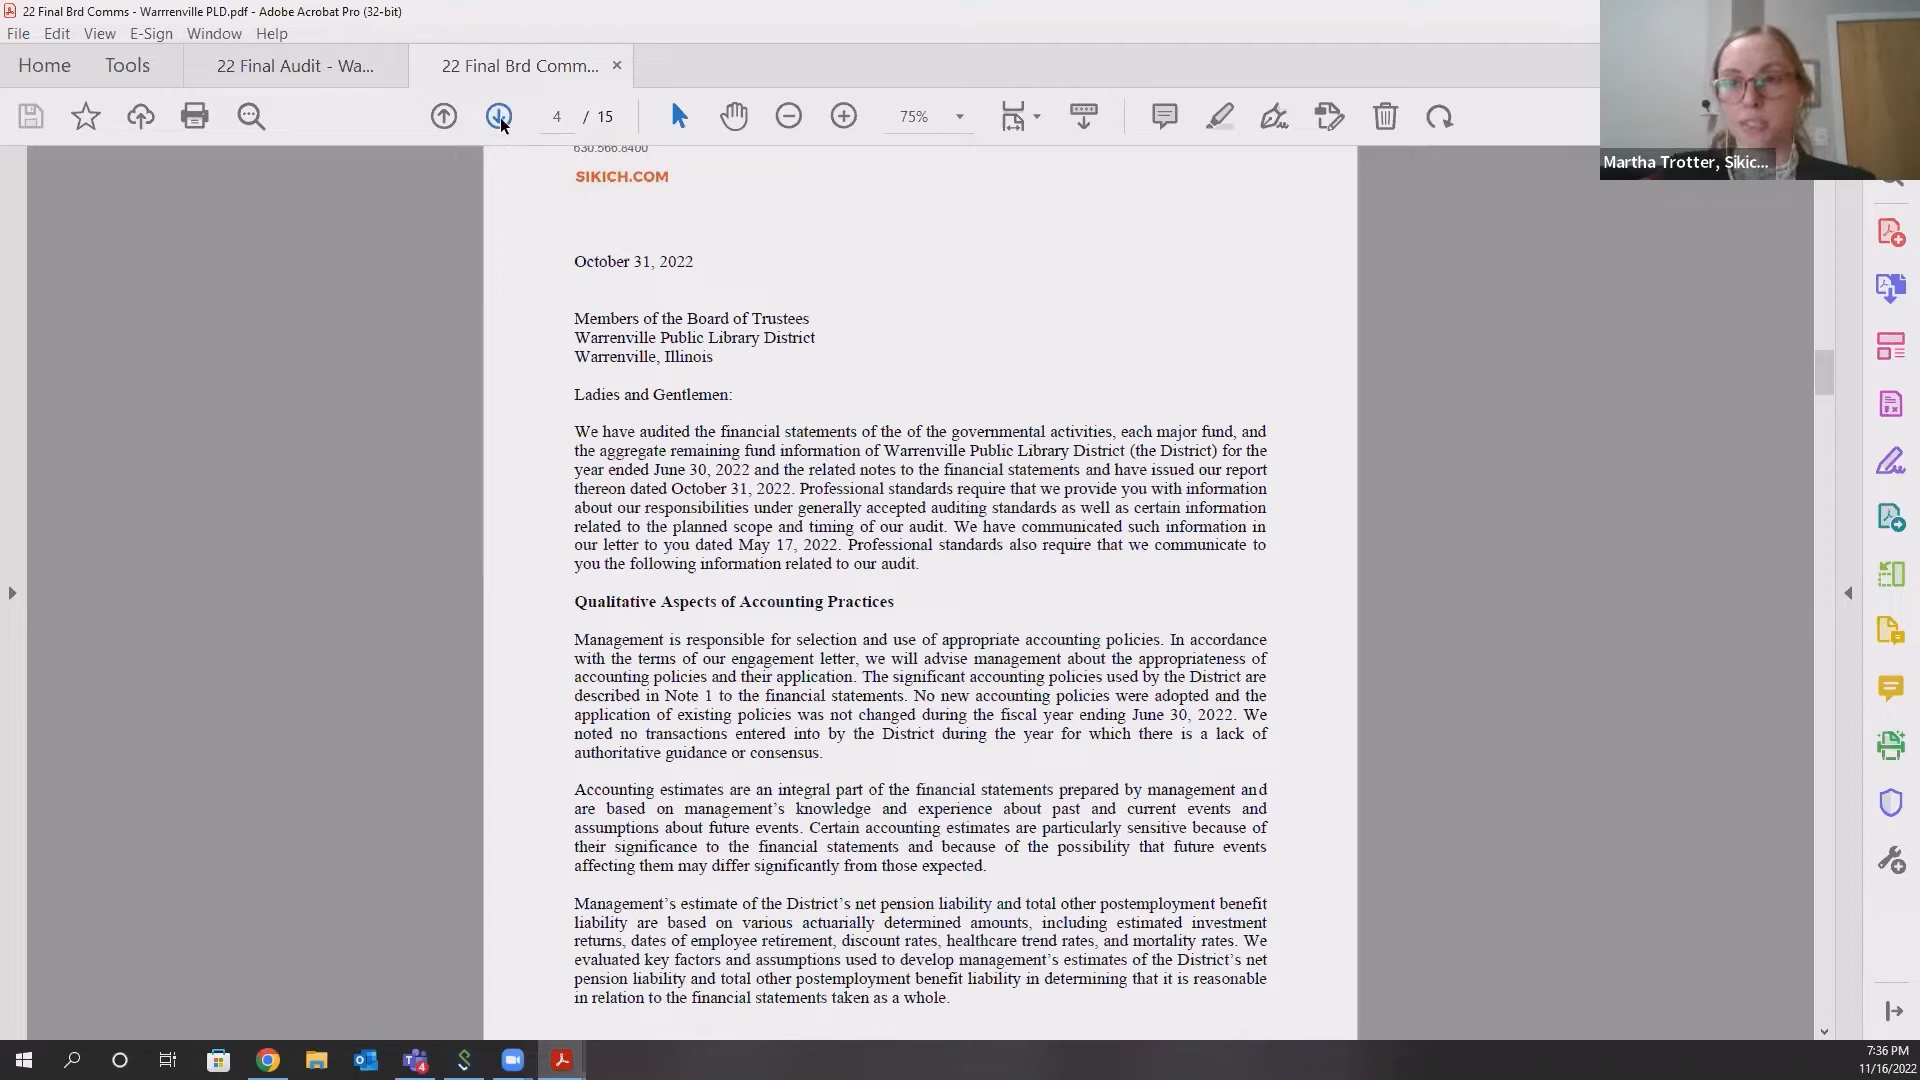 22 Final Brd Comms - Warrrenville PLD.pdf - Adobe Acrobat Pro (32-bit)
File Edit View E-Sign Window Help
Home Tools 22 Final Audit - Wa... 22 Final Brd Comm... ×
4 / 15 75%
Martha Trotter, Sikic...
630.566.8400
SIKICH.COM
October 31, 2022
Members of the Board of Trustees
Warrenville Public Library District
Warrenville, Illinois
Ladies and Gentlemen:
We have audited the financial statements of the of the governmental activities, each major fund, and
the aggregate remaining fund information of Warrenville Public Library District (the District) for the
year ended June 30, 2022 and the related notes to the financial statements and have issued our report
thereon dated October 31, 2022. Professional standards require that we provide you with information
about our responsibilities under generally accepted auditing standards as well as certain information
related to the planned scope and timing of our audit. We have communicated such information in
our letter to you dated May 17, 2022. Professional standards also require that we communicate to
you the following information related to our audit.
Qualitative Aspects of Accounting Practices
Management is responsible for selection and use of appropriate accounting policies. In accordance
with the terms of our engagement letter, we will advise management about the appropriateness of
accounting policies and their application. The significant accounting policies used by the District are
described in Note 1 to the financial statements. No new accounting policies were adopted and the
application of existing policies was not changed during the fiscal year ending June 30, 2022. We
noted no transactions entered into by the District during the year for which there is a lack of
authoritative guidance or consensus.
Accounting estimates are an integral part of the financial statements prepared by management and
are based on management’s knowledge and experience about past and current events and
assumptions about future events. Certain accounting estimates are particularly sensitive because of
their significance to the financial statements and because of the possibility that future events
affecting them may differ significantly from those expected.
Management’s estimate of the District’s net pension liability and total other postemployment benefit
liability are based on various actuarially determined amounts, including estimated investment
returns, dates of employee retirement, discount rates, healthcare trend rates, and mortality rates. We
evaluated key factors and assumptions used to develop management’s estimates of the District’s net
pension liability and total other postemployment benefit liability in determining that it is reasonable
in relation to the financial statements taken as a whole.
4
7:36 PM
11/16/2022